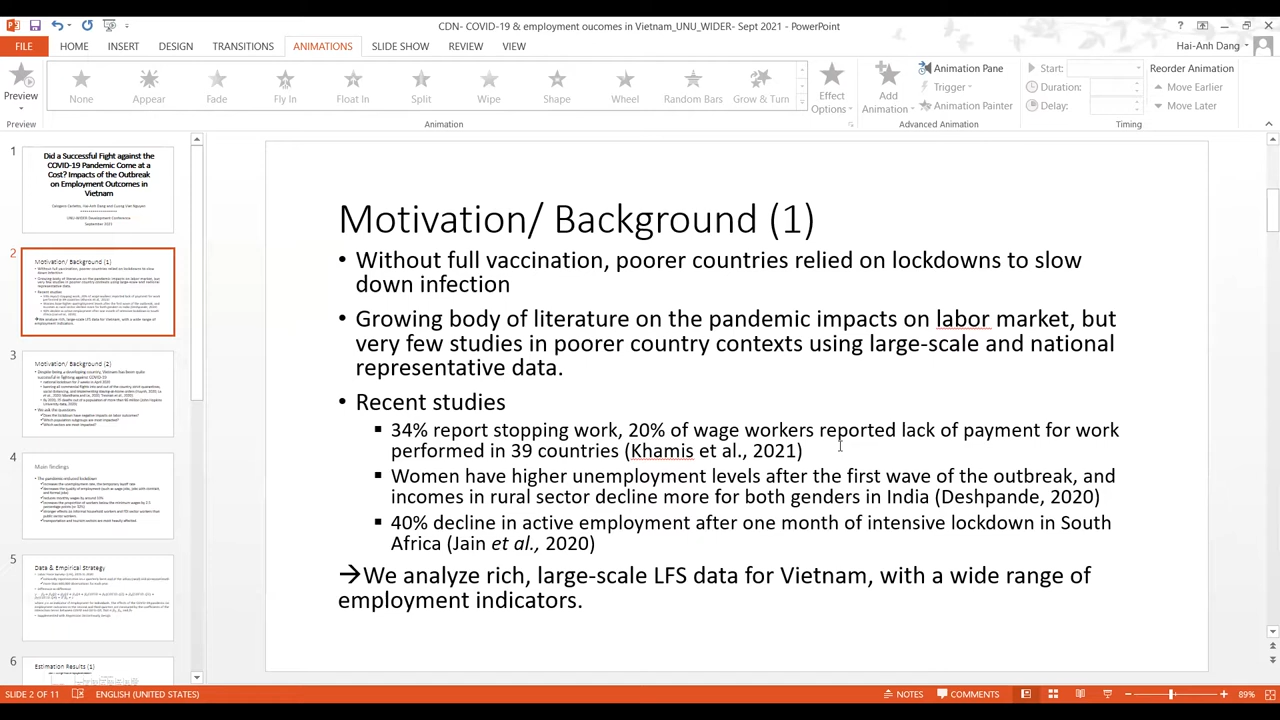 CDN- COVID-19 & employment oucomes in Vietnam_UNU_WIDER- Sept 2021 - PowerPoint
FILE HOME INSERT DESIGN TRANSITIONS ANIMATIONS SLIDE SHOW REVIEW VIEW Hai-Anh Dang
Preview
None Appear Fade Fly In Float In Split Wipe Shape Wheel Random Bars Grow & Turn
Effect Options
Add Animation
Animation Pane
Trigger
Animation Painter
Start:
Duration:
Delay:
Reorder Animation
Move Earlier
Move Later
Preview Animation Advanced Animation Timing
1
Did a Successful Fight against the
COVID-19 Pandemic Come at a
Cost? Impacts of the Outbreak
on Employment Outcomes in
Vietnam
UNU-WIDER Development Conference
September 2021
2
Motivation/ Background (1)
3
Motivation/ Background (2)
4
Main findings
5
Data & Empirical Strategy
6
Estimation Results (1)
Motivation/ Background (1)
• Without full vaccination, poorer countries relied on lockdowns to slow
down infection
• Growing body of literature on the pandemic impacts on labor market, but
very few studies in poorer country contexts using large-scale and national
representative data.
• Recent studies
▪ 34% report stopping work, 20% of wage workers reported lack of payment for work
performed in 39 countries (Khamis et al., 2021)
▪ Women have higher unemployment levels after the first wave of the outbreak, and
incomes in rural sector decline more for both genders in India (Deshpande, 2020)
▪ 40% decline in active employment after one month of intensive lockdown in South
Africa (Jain et al., 2020)
→We analyze rich, large-scale LFS data for Vietnam, with a wide range of
employment indicators.
SLIDE 2 OF 11 ENGLISH (UNITED STATES) NOTES COMMENTS 89%